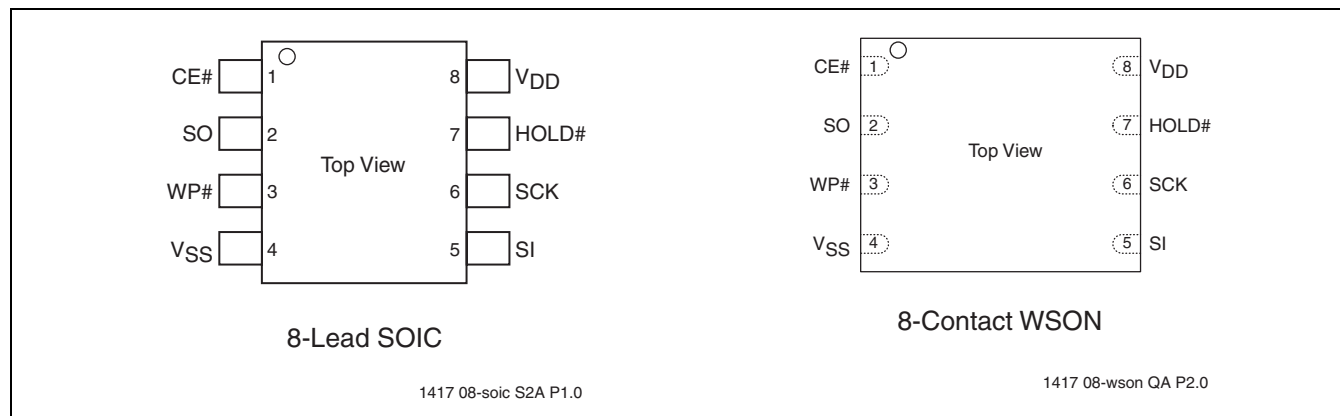 CE# 1 8 VDD
SO 2 7 HOLD#
Top View
WP# 3 6 SCK
VSS 4 5 SI
8-Lead SOIC
1417 08-soic S2A P1.0
CE# 1 8 VDD
SO 2 7 HOLD#
Top View
WP# 3 6 SCK
VSS 4 5 SI
8-Contact WSON
1417 08-wson QA P2.0